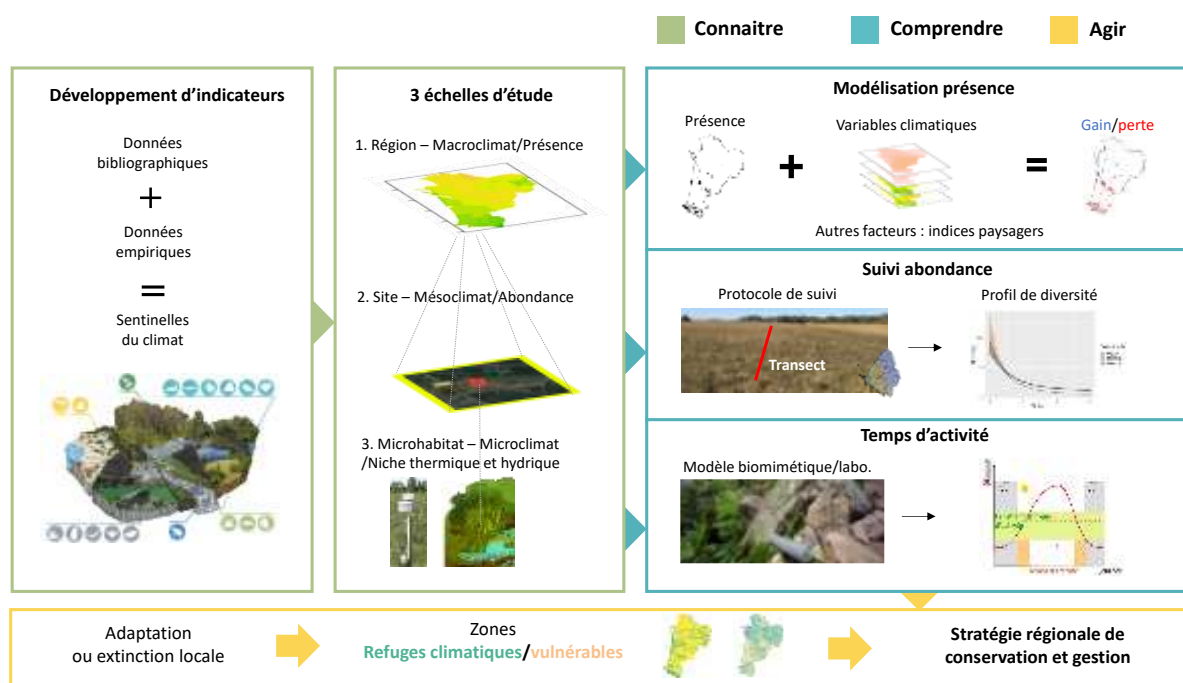 Connaitre
Comprendre
Agir
Développement d'indicateurs
Données
bibliographiques
+
Données
empiriques
=
Sentinelles
du climat
3 échelles d'étude
1. Région – Macroclimat/Présence
2. Site – Mésoclimat/Abondance
3. Microhabitat – Microclimat
/Niche thermique et hydrique
Modélisation présence
Présence
+
Variables climatiques
=
Gain/perte
Autres facteurs : indices paysagers
Suivi abondance
Protocole de suivi
Transect
Profil de diversité
Temps d'activité
Modèle biomimétique/labo.
Adaptation
ou extinction locale
Zones
Refuges climatiques/vulnérables
Stratégie régionale de
conservation et gestion